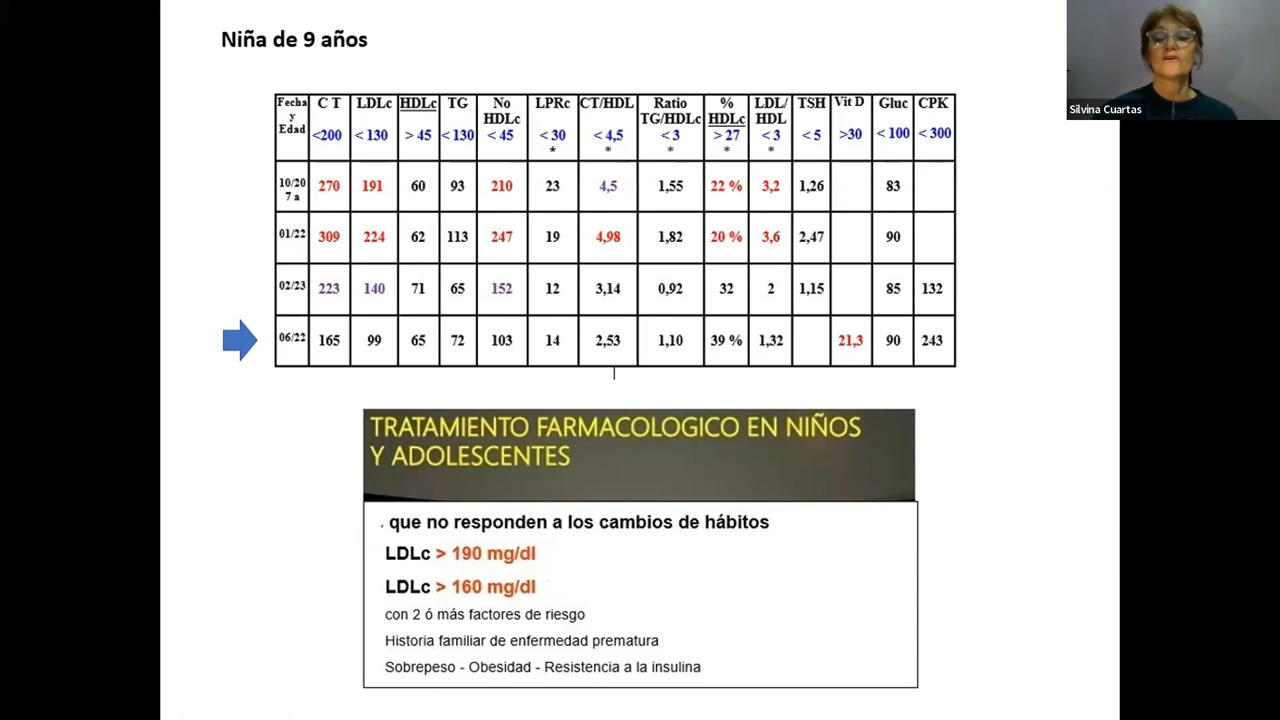 Niña de 9 años
Silvina Cuartas
Fecha y Edad C T LDLc HDLc TG No HDLc LPRc CT/HDL Ratio TG/HDLc % HDLc LDL/ HDL TSH Vit D Gluc CPK
<200 < 130 > 45 < 130 < 45 < 30 < 4,5 < 3 > 27 < 3 < 5 >30 < 100 < 300
* * * * *
10/20 7 a 270 191 60 93 210 23 4,5 1,55 22 % 3,2 1,26 83
01/22 309 224 62 113 247 19 4,98 1,82 20 % 3,6 2,47 90
02/23 223 140 71 65 152 12 3,14 0,92 32 2 1,15 85 132
06/22 165 99 65 72 103 14 2,53 1,10 39 % 1,32 21,3 90 243
TRATAMIENTO FARMACOLOGICO EN NIÑOS
Y ADOLESCENTES
. que no responden a los cambios de hábitos
LDLc > 190 mg/dl
LDLc > 160 mg/dl
con 2 ó más factores de riesgo
Historia familiar de enfermedad prematura
Sobrepeso - Obesidad - Resistencia a la insulina